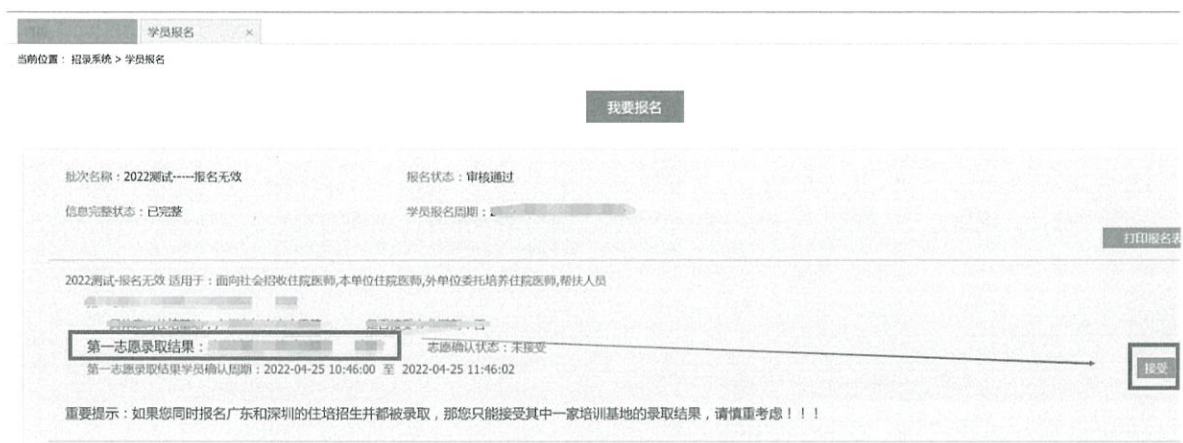 学员报名 ×
当前位置：招录系统 > 学员报名
我要报名
批次名称：2022测试-----报名无效 报名状态：审核通过
信息完整状态：已完整 学员报名周期：
打印报名表
2022测试-报名无效 适用于：面向社会招收住院医师,本单位住院医师,外单位委托培养住院医师,帮扶人员
第一志愿录取结果： 志愿确认状态：未接受
接受
第一志愿录取结果学员确认周期：2022-04-25 10:46:00 至 2022-04-25 11:46:02
重要提示：如果您同时报名广东和深圳的住培招生并都被录取，那您只能接受其中一家培训基地的录取结果，请慎重考虑！！！